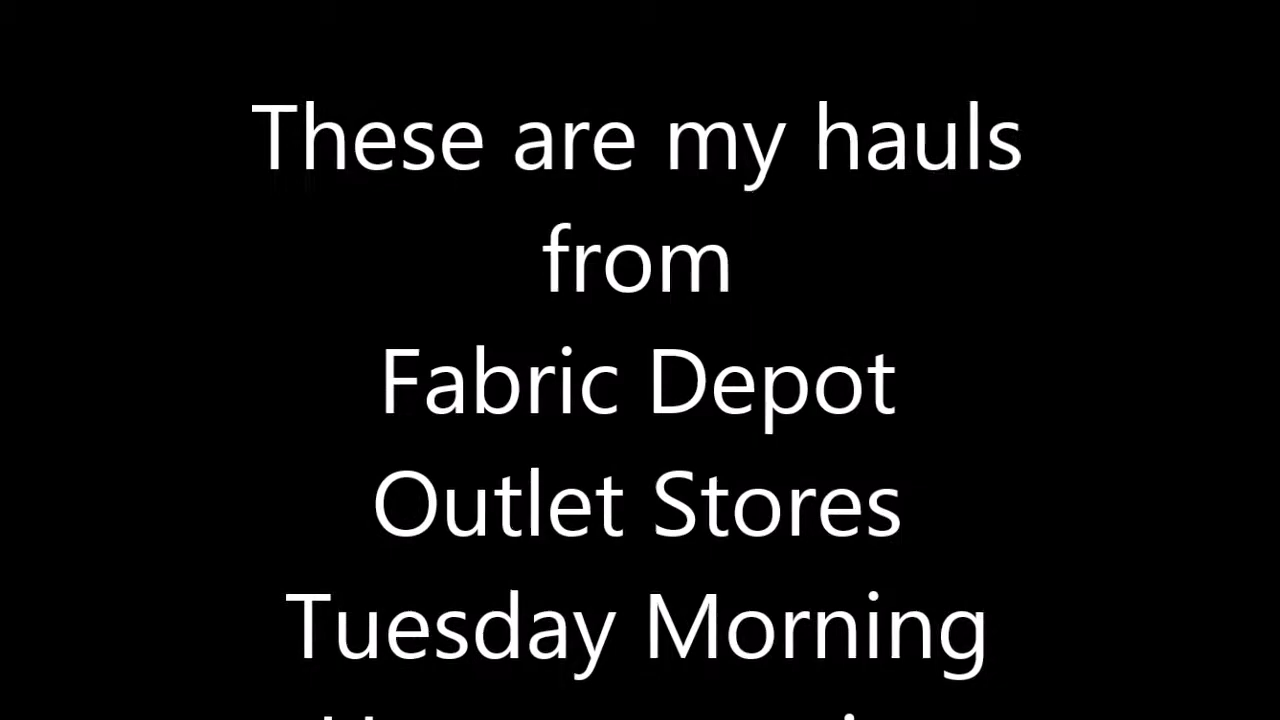 These are my hauls
from
Fabric Depot
Outlet Stores
Tuesday Morning